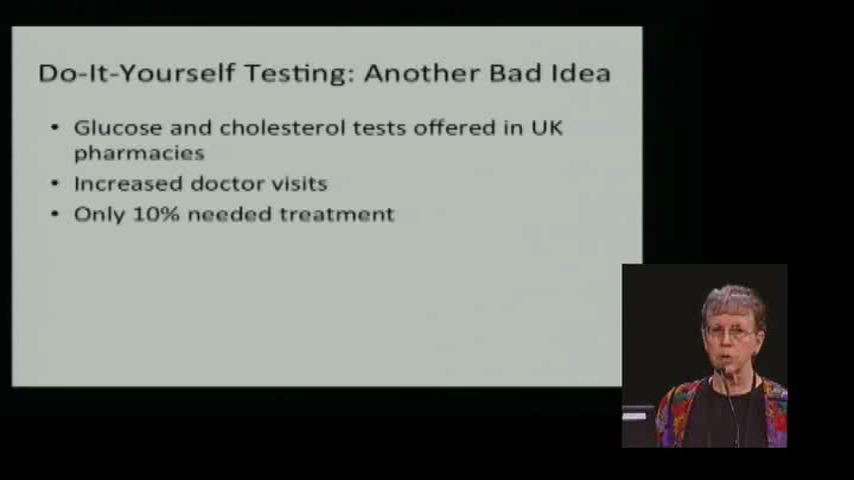 Do-It-Yourself Testing: Another Bad Idea
• Glucose and cholesterol tests offered in UK
pharmacies
• Increased doctor visits
• Only 10% needed treatment